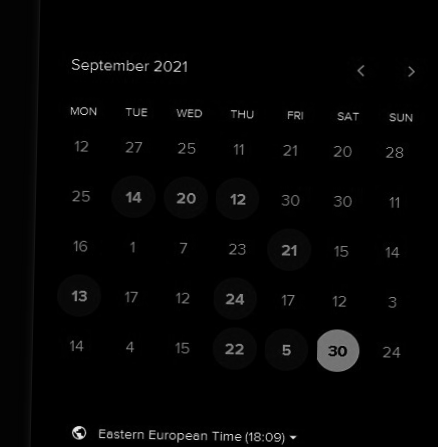 September 2021
MON TUE WED THU FRI SAT SUN
12 27 25 11 21 20 28
25 14 20 12 30 30 11
16 1 7 23 21 15 14
13 17 12 24 17 12 3
14 4 15 22 5 30 24
Eastern European Time (18:09)